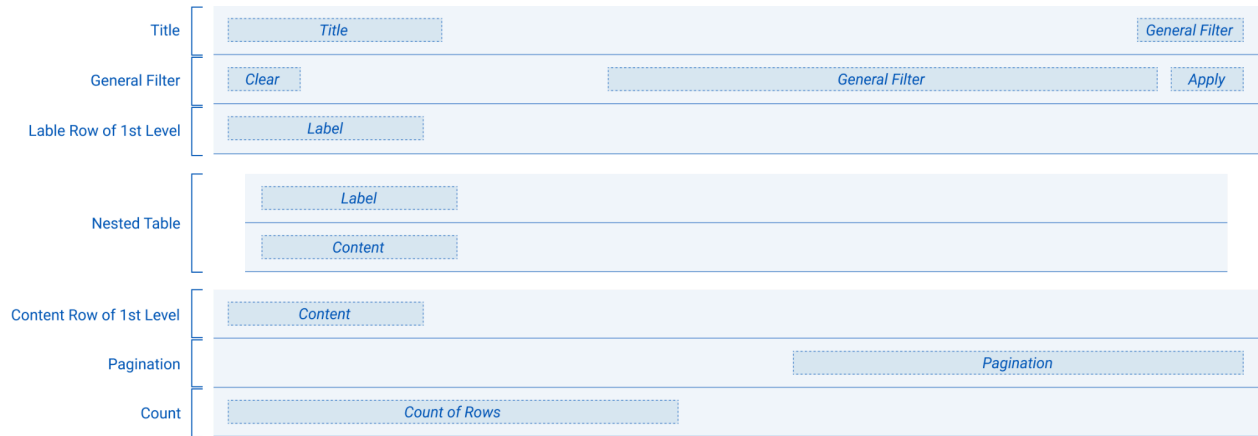 Title
Title
General Filter
General Filter
Clear
General Filter
Apply
Lable Row of 1st Level
Label
Nested Table
Label
Content
Content Row of 1st Level
Content
Pagination
Pagination
Count
Count of Rows